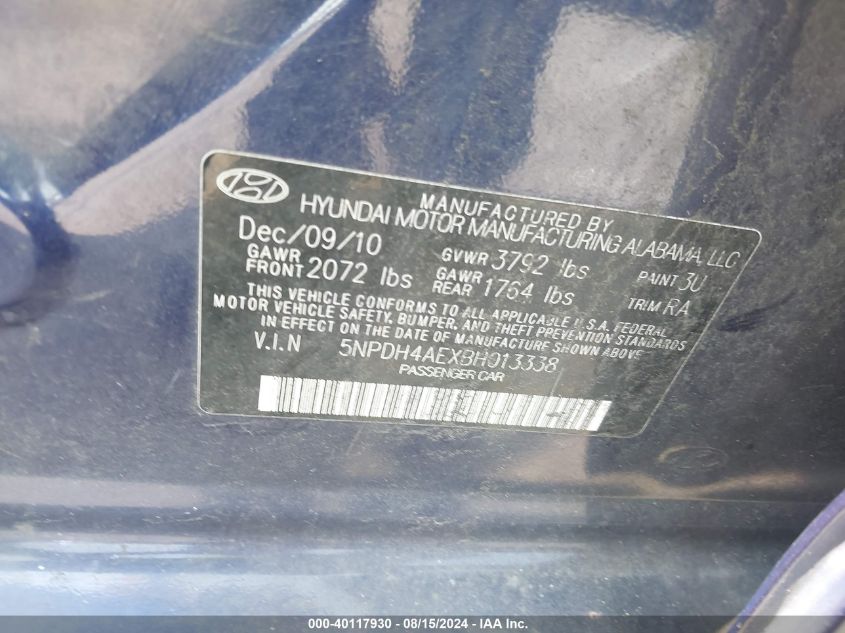 MANUFACTURED BY
HYUNDAI MOTOR MANUFACTURING ALABAMA, LLC
Dec/09/10 GVWR 3792 lbs PAINT 3U
GAWR FRONT 2072 lbs GAWR REAR 1764 lbs TRIM RA
THIS VEHICLE CONFORMS TO ALL APPLICABLE U.S.A. FEDERAL
MOTOR VEHICLE SAFETY, BUMPER, AND THEFT PREVENTION STANDARDS
IN EFFECT ON THE DATE OF MANUFACTURE SHOWN ABOVE
V.I.N 5NPDH4AEXBH013338
PASSENGER CAR
000-40117930 - 08/15/2024 - IAA Inc.